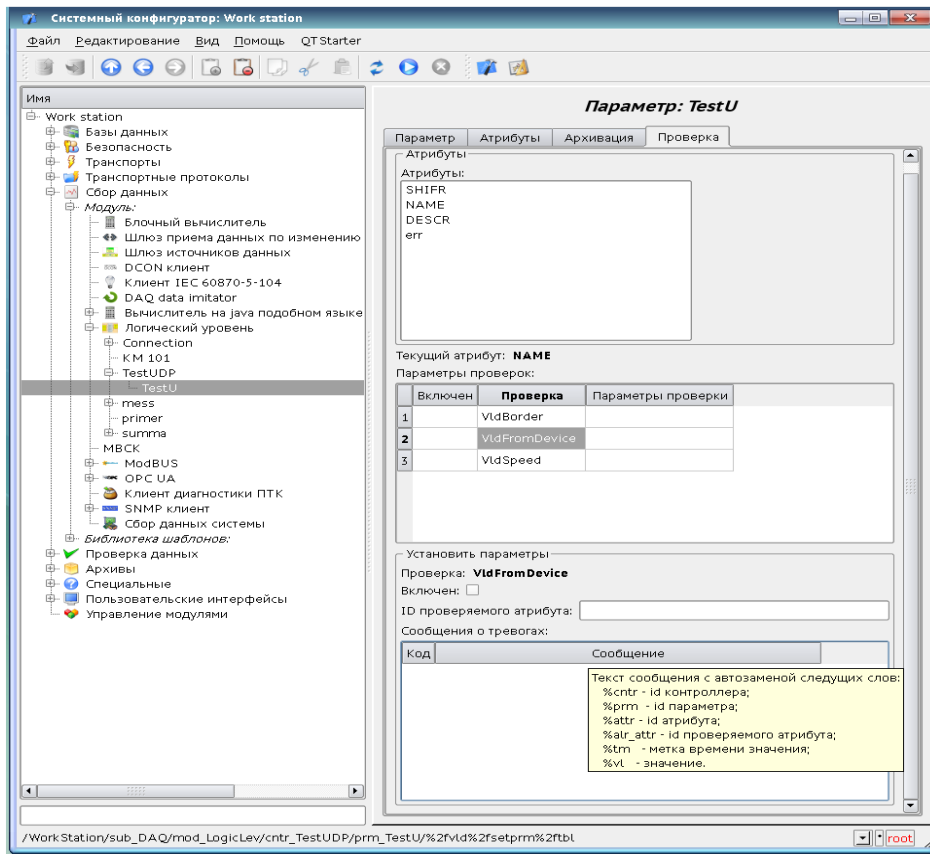 Системный конфигуратор: Work station
Файл Редактирование Вид Помощь QTStarter
Имя
Work station
Базы данных
Безопасность
Транспорты
Транспортные протоколы
Сбор данных
Модуль:
Блочный вычислитель
Шлюз приема данных по изменению
Шлюз источников данных
DCON клиент
Клиент IEC 60870-5-104
DAQ data imitator
Вычислитель на java подобном языке
Логический уровень
Connection
КМ 101
TestUDP
TestU
mess
primer
summa
МВСК
ModBUS
OPC UA
Клиент диагностики ПТК
SNMP клиент
Сбор данных системы
Библиотека шаблонов:
Проверка данных
Архивы
Специальные
Пользовательские интерфейсы
Управление модулями
Параметр: TestU
Параметр Атрибуты Архивация Проверка
Атрибуты
Атрибуты:
SHIFR
NAME
DESCR
err
Текущий атрибут: NAME
Параметры проверок:
Включен Проверка Параметры проверки
1 VldBorder
2 VldFromDevice
3 VldSpeed
Установить параметры
Проверка: VldFromDevice
Включен:
ID проверяемого атрибута:
Сообщения о тревогах:
Код Сообщение
Текст сообщения с автозаменой следущих слов:
%cntr - id контроллера;
%prm - id параметра;
%attr - id атрибута;
%alr_attr - id проверяемого атрибута;
%tm - метка времени значения;
%vl - значение.
/WorkStation/sub_DAQ/mod_LogicLev/cntr_TestUDP/prm_TestU/%2fvld%2fsetprm%2ftbl
* root